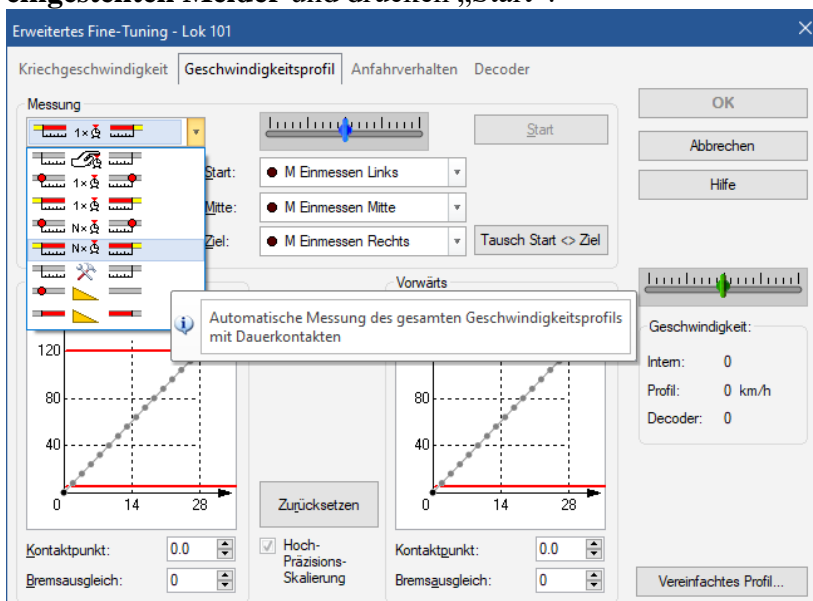 eingestellten Melder und drücken „Start“.
Erweitertes Fine-Tuning - Lok 101
Kriechgeschwindigkeit Geschwindigkeitsprofil Anfahrverhalten Decoder
Messung
1×
Start
OK
Abbrechen
Hilfe
1×
1×
N×
N×
Start:
M Einmessen Links
Mitte:
M Einmessen Mitte
Ziel:
M Einmessen Rechts
Tausch Start <> Ziel
Vorwärts
Automatische Messung des gesamten Geschwindigkeitsprofils
mit Dauerkontakten
120
80
40
0 14 28
80
40
0 14 28
Zurücksetzen
Geschwindigkeit:
Intern: 0
Profil: 0 km/h
Decoder: 0
Kontaktpunkt: 0.0
Bremsausgleich: 0
Hoch-
Präzisions-
Skalierung
Kontaktpunkt: 0.0
Bremsausgleich: 0
Vereinfachtes Profil...